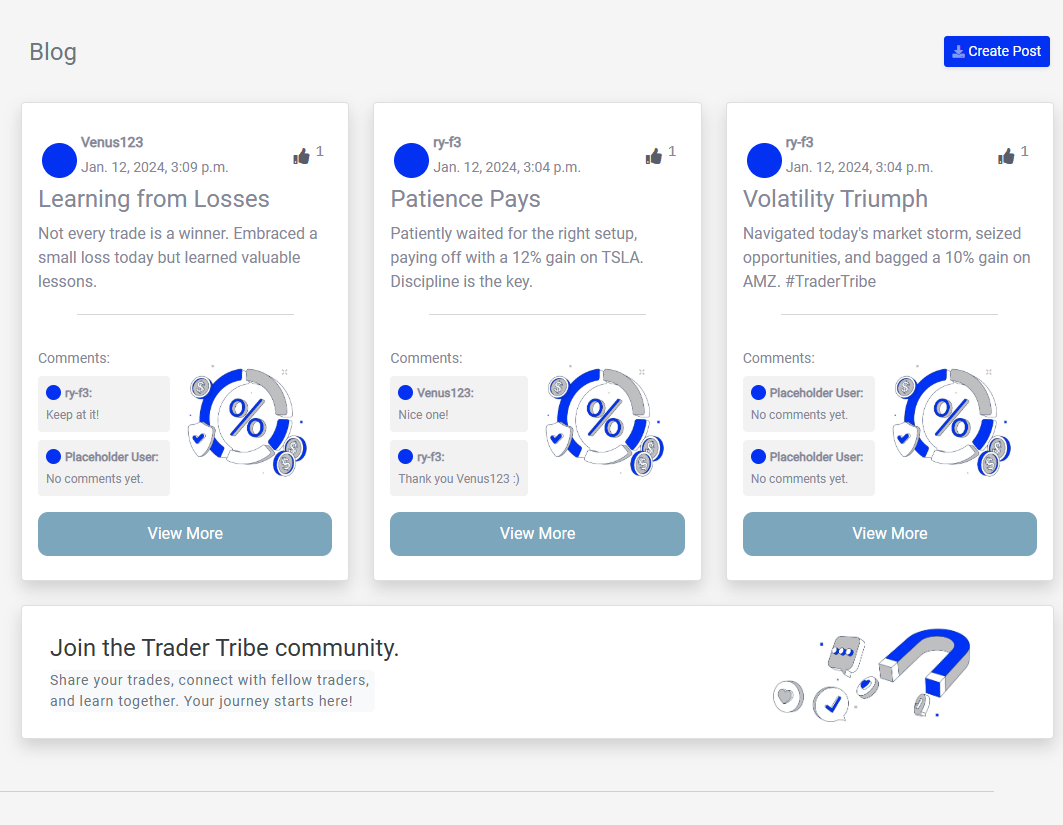 Blog
Create Post
Venus123
Jan. 12, 2024, 3:09 p.m.
1
Learning from Losses
Not every trade is a winner. Embraced a
small loss today but learned valuable
lessons.
Comments:
ry-f3:
Keep at it!
Placeholder User:
No comments yet.
%
$
$
$
View More
ry-f3
Jan. 12, 2024, 3:04 p.m.
1
Patience Pays
Patiently waited for the right setup,
paying off with a 12% gain on TSLA.
Discipline is the key.
Comments:
Venus123:
Nice one!
ry-f3:
Thank you Venus123 :)
%
$
$
$
View More
ry-f3
Jan. 12, 2024, 3:04 p.m.
1
Volatility Triumph
Navigated today's market storm, seized
opportunities, and bagged a 10% gain on
AMZ. #TraderTribe
Comments:
Placeholder User:
No comments yet.
Placeholder User:
No comments yet.
%
$
$
$
View More
Join the Trader Tribe community.
Share your trades, connect with fellow traders,
and learn together. Your journey starts here!